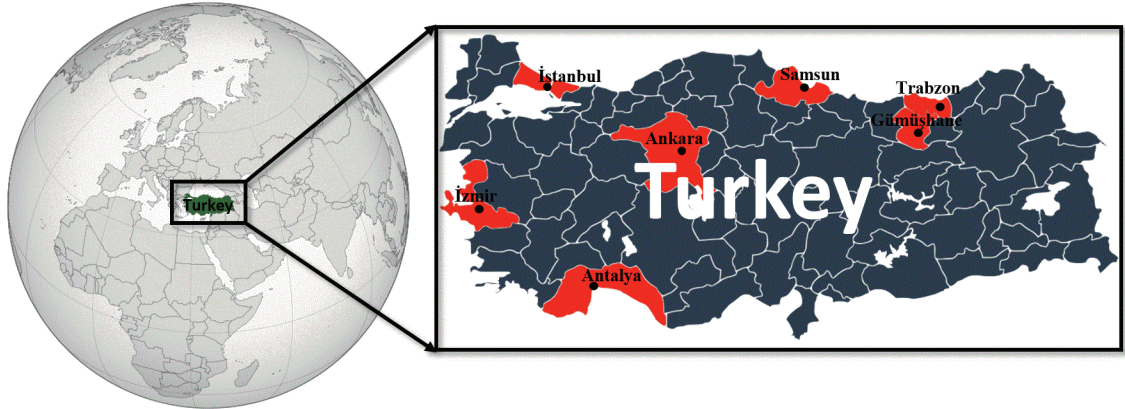 Turkey
İstanbul
Samsun
Trabzon
Gümüşhane
Ankara
Turkey
İzmir
Antalya